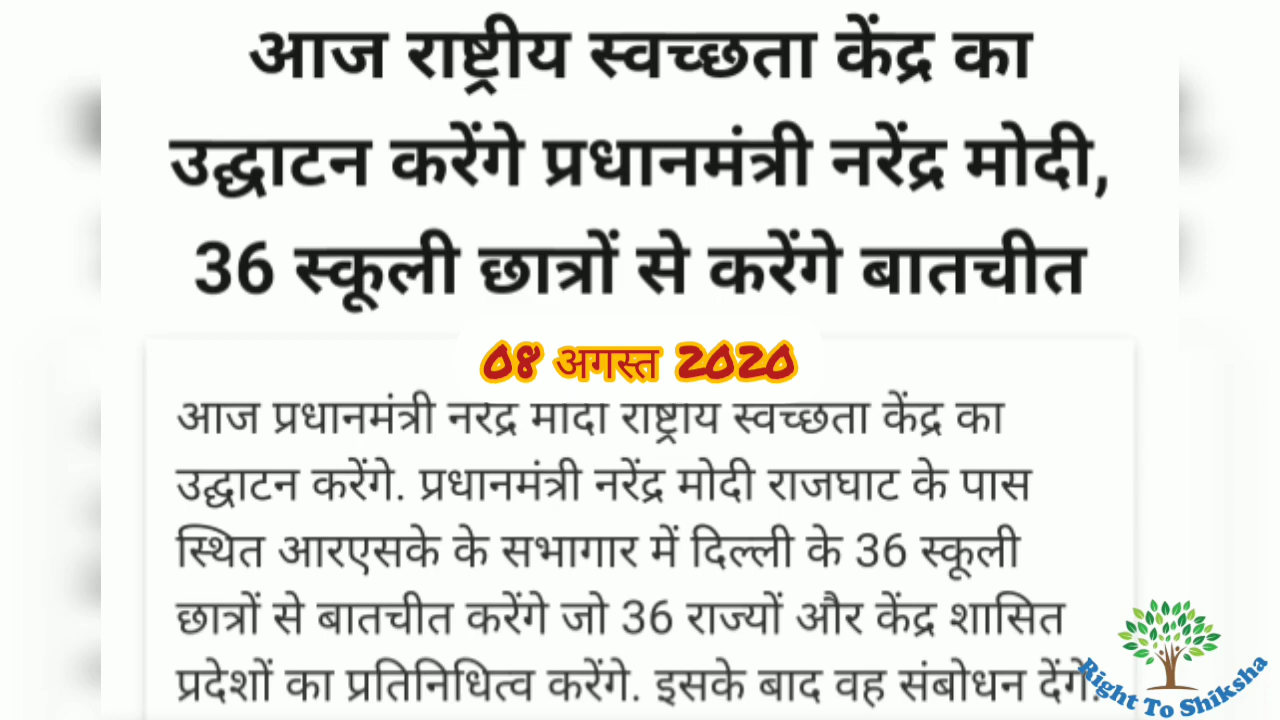 आज राष्ट्रीय स्वच्छता केंद्र का
उद्घाटन करेंगे प्रधानमंत्री नरेंद्र मोदी,
36 स्कूली छात्रों से करेंगे बातचीत
08 अगस्त 2020
आज प्रधानमंत्री नरेंद्र मोदी राष्ट्रीय स्वच्छता केंद्र का
उद्घाटन करेंगे. प्रधानमंत्री नरेंद्र मोदी राजघाट के पास
स्थित आरएसके के सभागार में दिल्ली के 36 स्कूली
छात्रों से बातचीत करेंगे जो 36 राज्यों और केंद्र शासित
प्रदेशों का प्रतिनिधित्व करेंगे. इसके बाद वह संबोधन देंगे.
Right To Shiksha